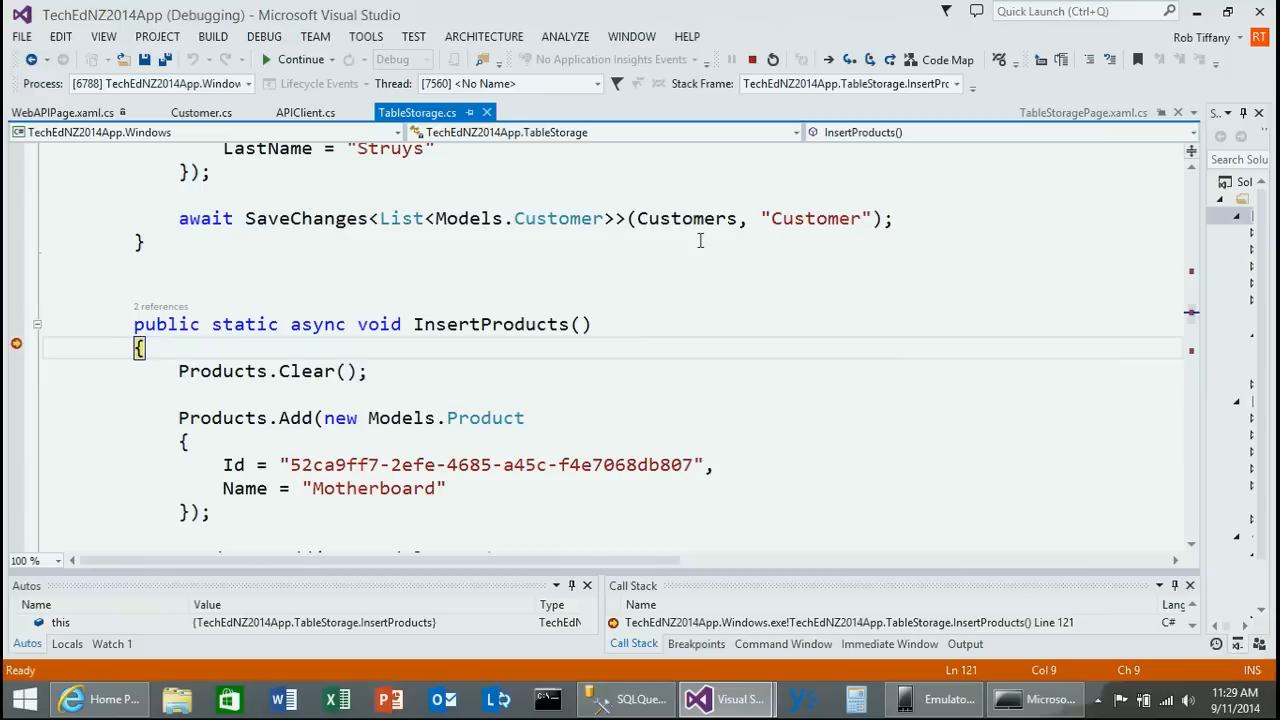 TechEdNZ2014App (Debugging) - Microsoft Visual Studio
Quick Launch (Ctrl+Q)
FILE EDIT VIEW PROJECT BUILD DEBUG TEAM TOOLS TEST ARCHITECTURE ANALYZE WINDOW HELP
Rob Tiffany RT
Continue Debug No Application Insights Events Code Map
Process: [6788] TechEdNZ2014App.Window Lifecycle Events Thread: [7560] <No Name> Stack Frame: TechEdNZ2014App.TableStorage.InsertPro
WebAPIPage.xaml.cs Customer.cs APIClient.cs TableStorage.cs TableStoragePage.xaml.cs S..
TechEdNZ2014App.Windows TechEdNZ2014App.TableStorage InsertProducts()
LastName = "Struys"
Search Solu
});
Sol
await SaveChanges<List<Models.Customer>>(Customers, "Customer");
}
2 references
public static async void InsertProducts()
{
Products.Clear();
Products.Add(new Models.Product
{
Id = "52ca9ff7-2efe-4685-a45c-f4e7068db807",
Name = "Motherboard"
});
100 %
Autos Call Stack
Name Value Type Name Lang
this {TechEdNZ2014App.TableStorage.InsertProducts} TechEdN TechEdNZ2014App.Windows.exe!TechEdNZ2014App.TableStorage.InsertProducts() Line 121 C#
Autos Locals Watch 1 Call Stack Breakpoints Command Window Immediate Window Output
Ready Ln 121 Col 9 Ch 9 INS
Home P... SQLQue... Visual S... Emulato... Microso...
11:29 AM
9/11/2014